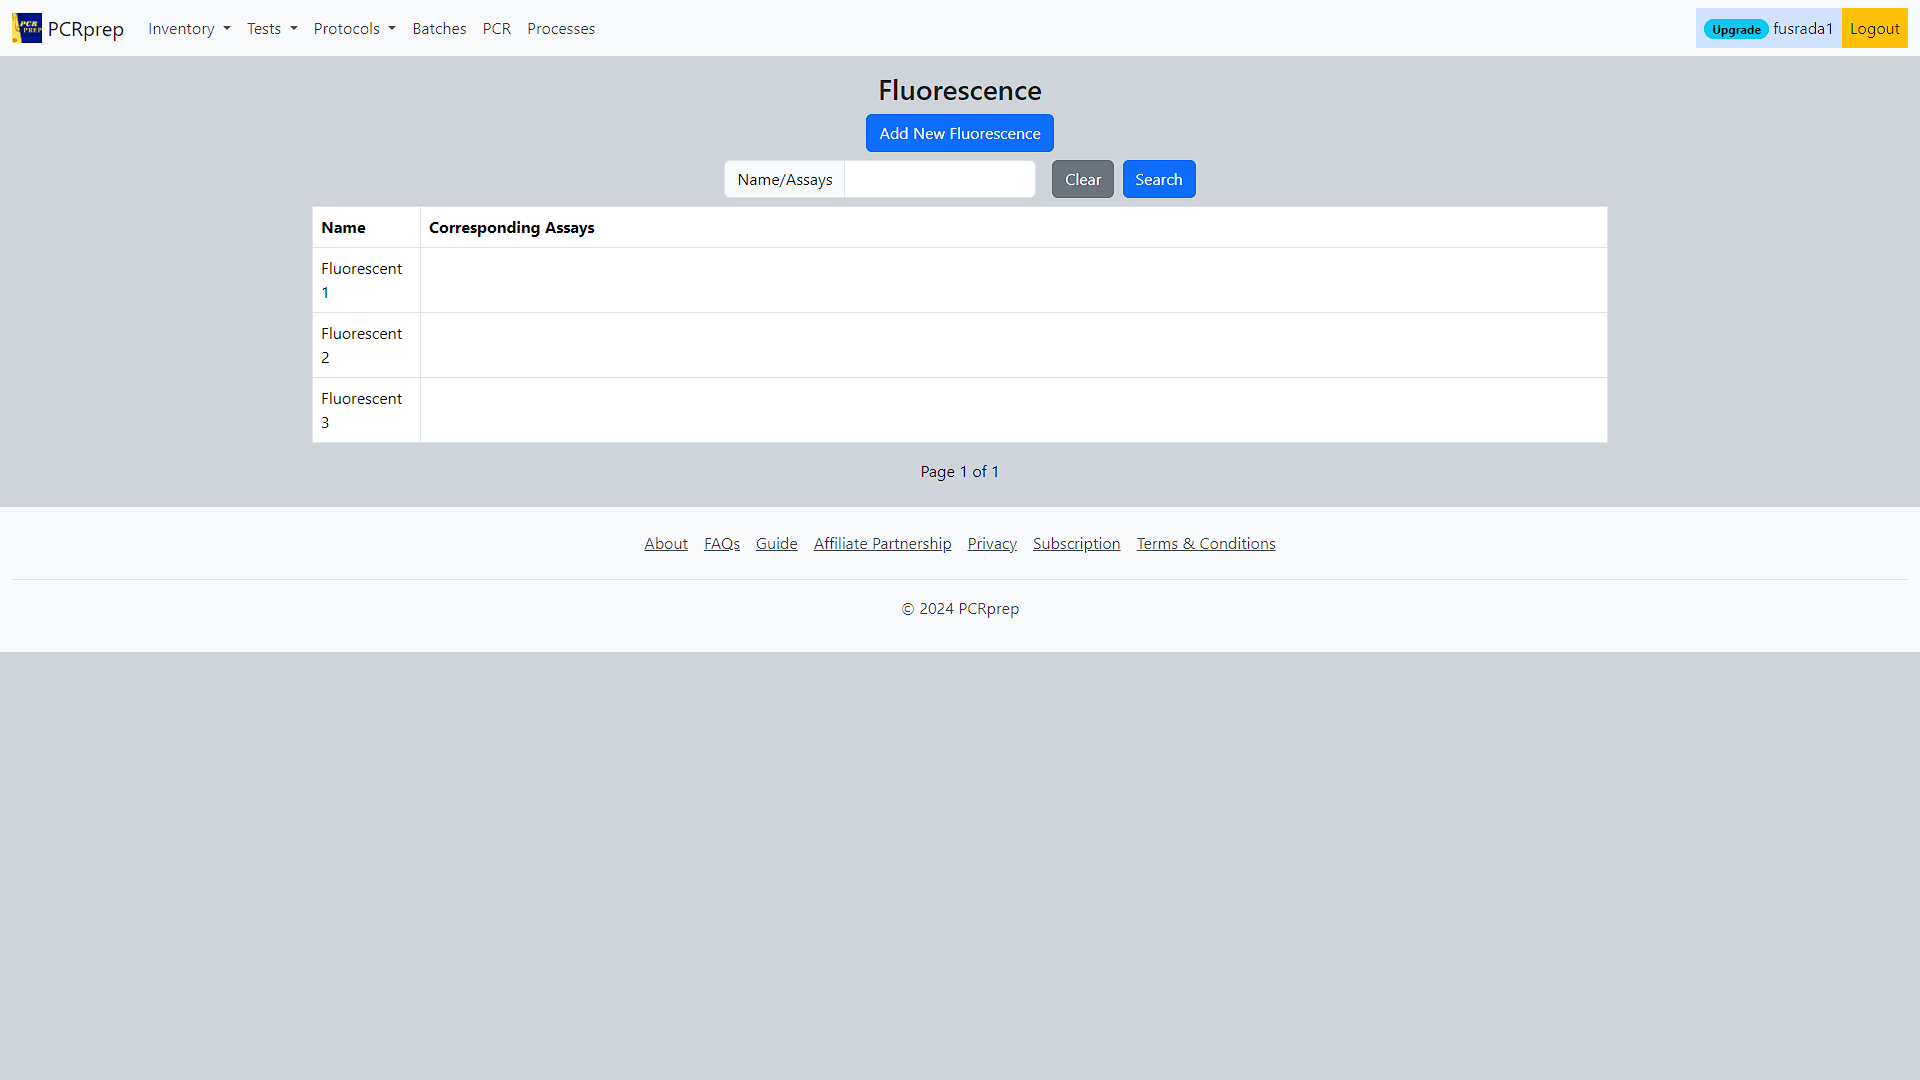 PCR PREP PCRprep Inventory Tests Protocols Batches PCR Processes Upgrade fusrada1 Logout
Fluorescence
Add New Fluorescence
Name/Assays Clear Search
Name Corresponding Assays
Fluorescent
1
Fluorescent
2
Fluorescent
3
Page 1 of 1
About FAQs Guide Affiliate Partnership Privacy Subscription Terms & Conditions
© 2024 PCRprep